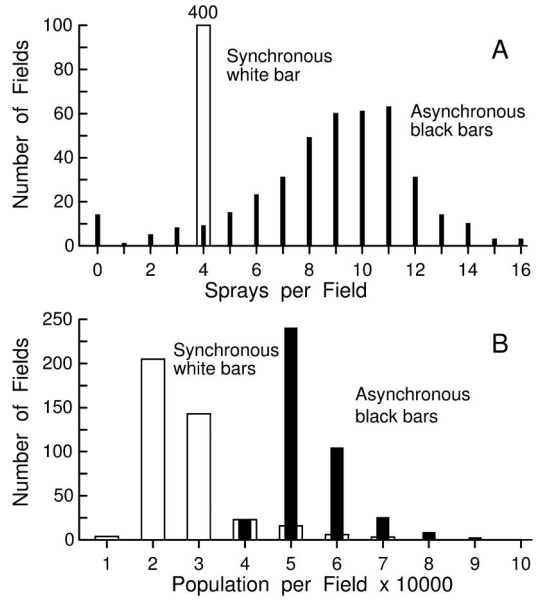 400
100
80
60
40
20
0
Number of Fields
A
Synchronous
white bar
Asynchronous
black bars
0 2 4 6 8 10 12 14 16
Sprays per Field
250
200
150
100
50
0
Number of Fields
B
Synchronous
white bars
Asynchronous
black bars
1 2 3 4 5 6 7 8 9 10
Population per Field x 10000